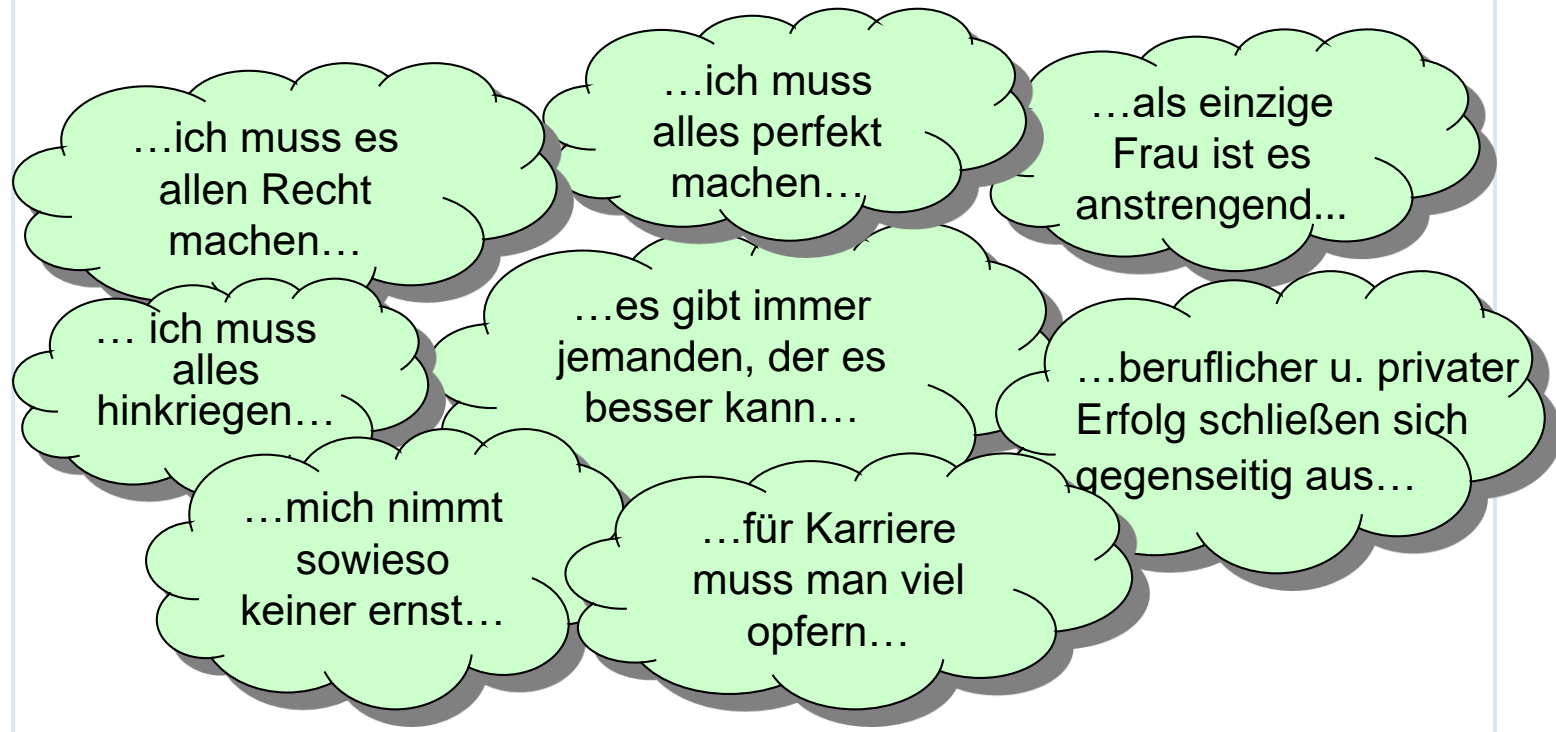 …ich muss es
allen Recht
machen…
…ich muss
alles perfekt
machen…
…als einzige
Frau ist es
anstrengend...
… ich muss
alles
hinkriegen…
…es gibt immer
jemanden, der es
besser kann…
…beruflicher u. privater
Erfolg schließen sich
gegenseitig aus…
…mich nimmt
sowieso
keiner ernst…
…für Karriere
muss man viel
opfern…